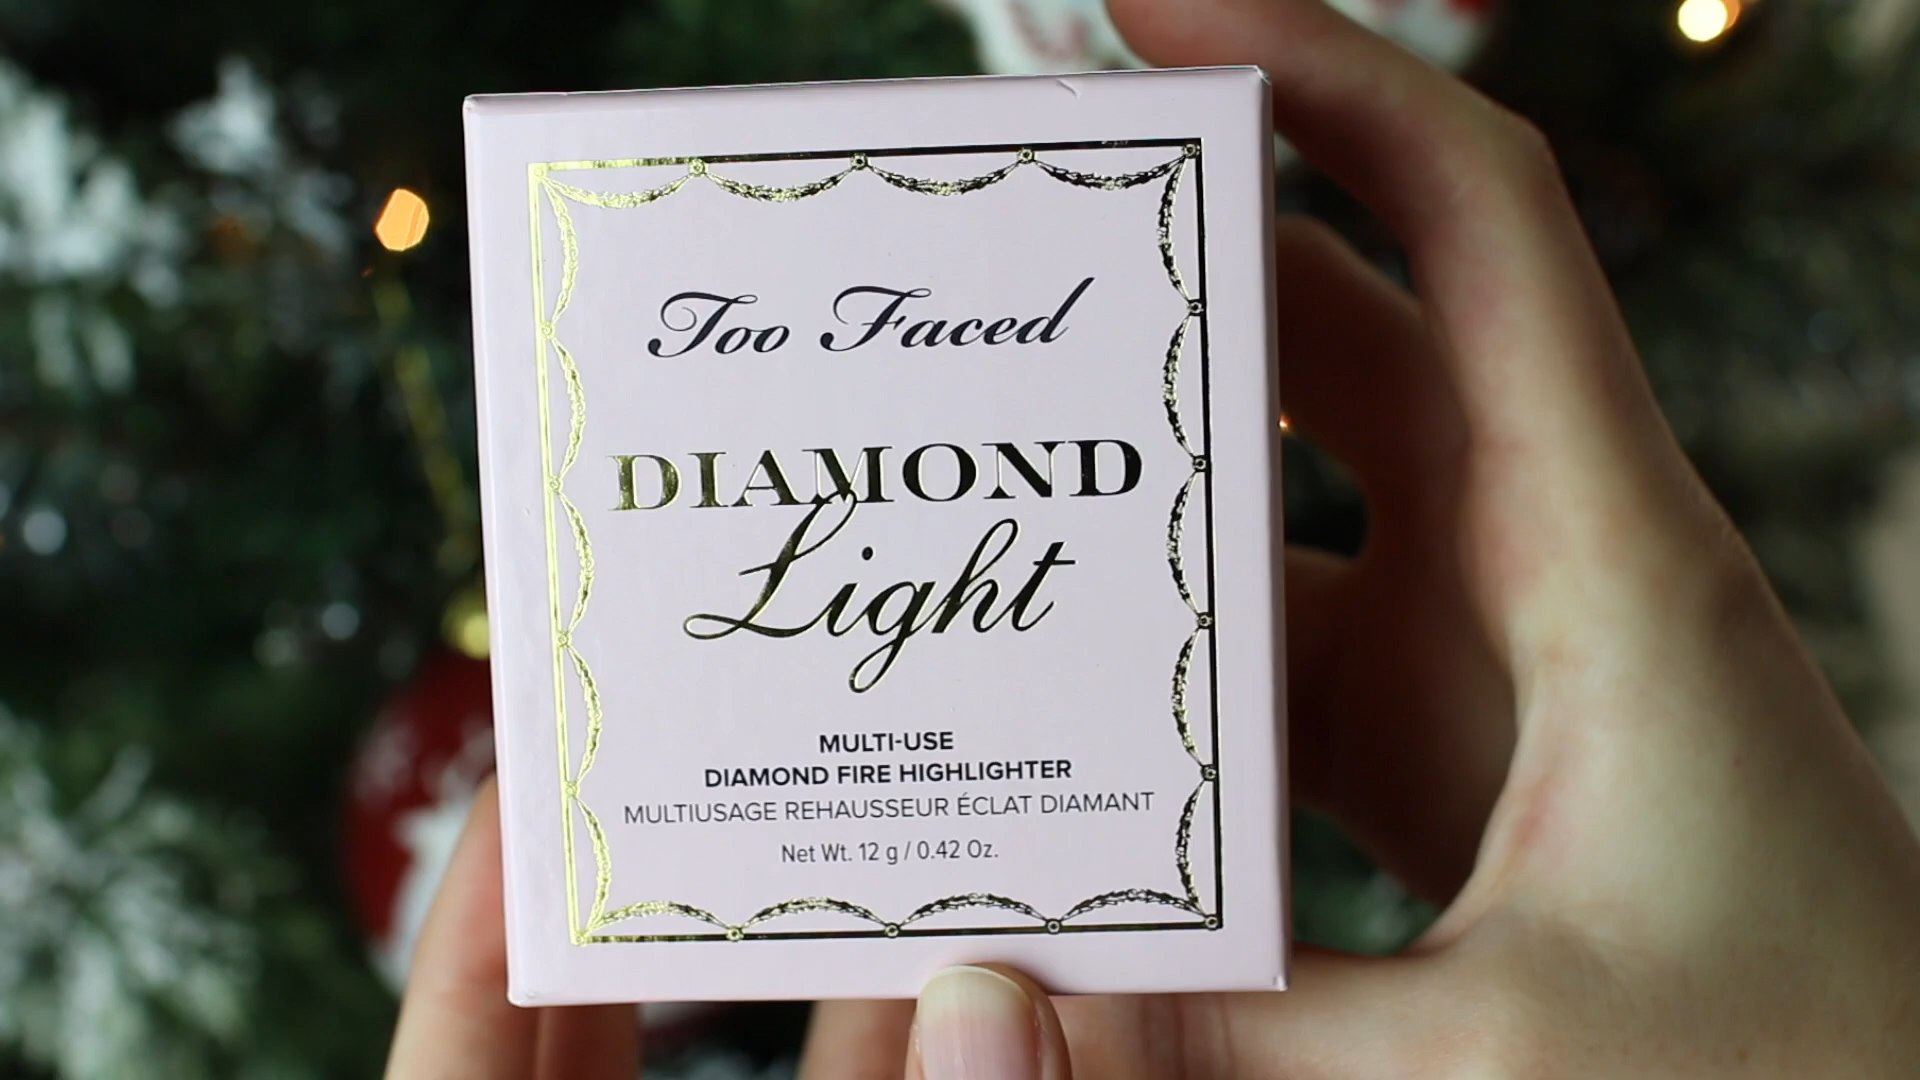 Too Faced
DIAMOND
Light
MULTI-USE
DIAMOND FIRE HIGHLIGHTER
MULTIUSAGE REHAUSSEUR ÉCLAT DIAMANT
Net Wt. 12 g / 0.42 Oz.